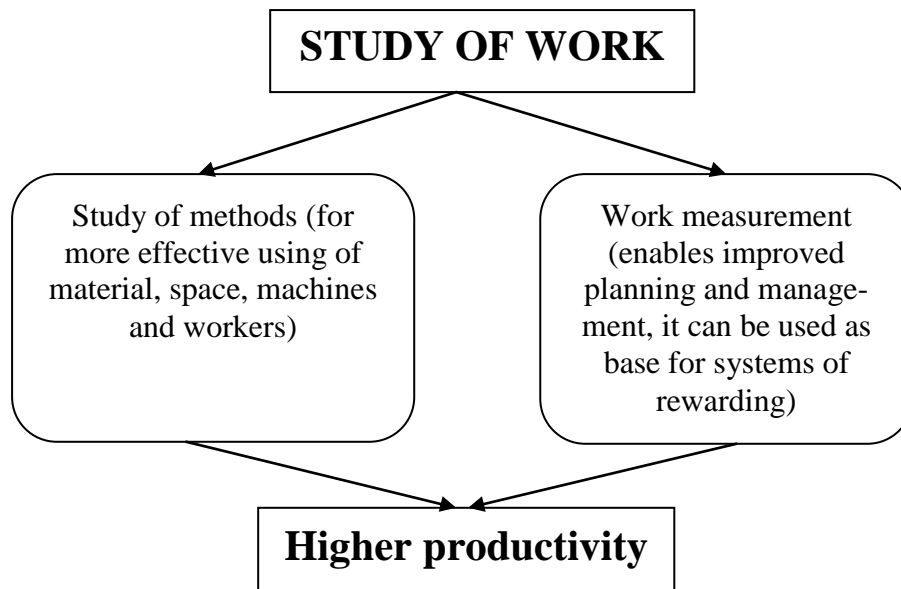 STUDY OF WORK
Study of methods (for
more effective using of
material, space, machines
and workers)
Work measurement
(enables improved
planning and manage-
ment, it can be used as
base for systems of
rewarding)
Higher productivity